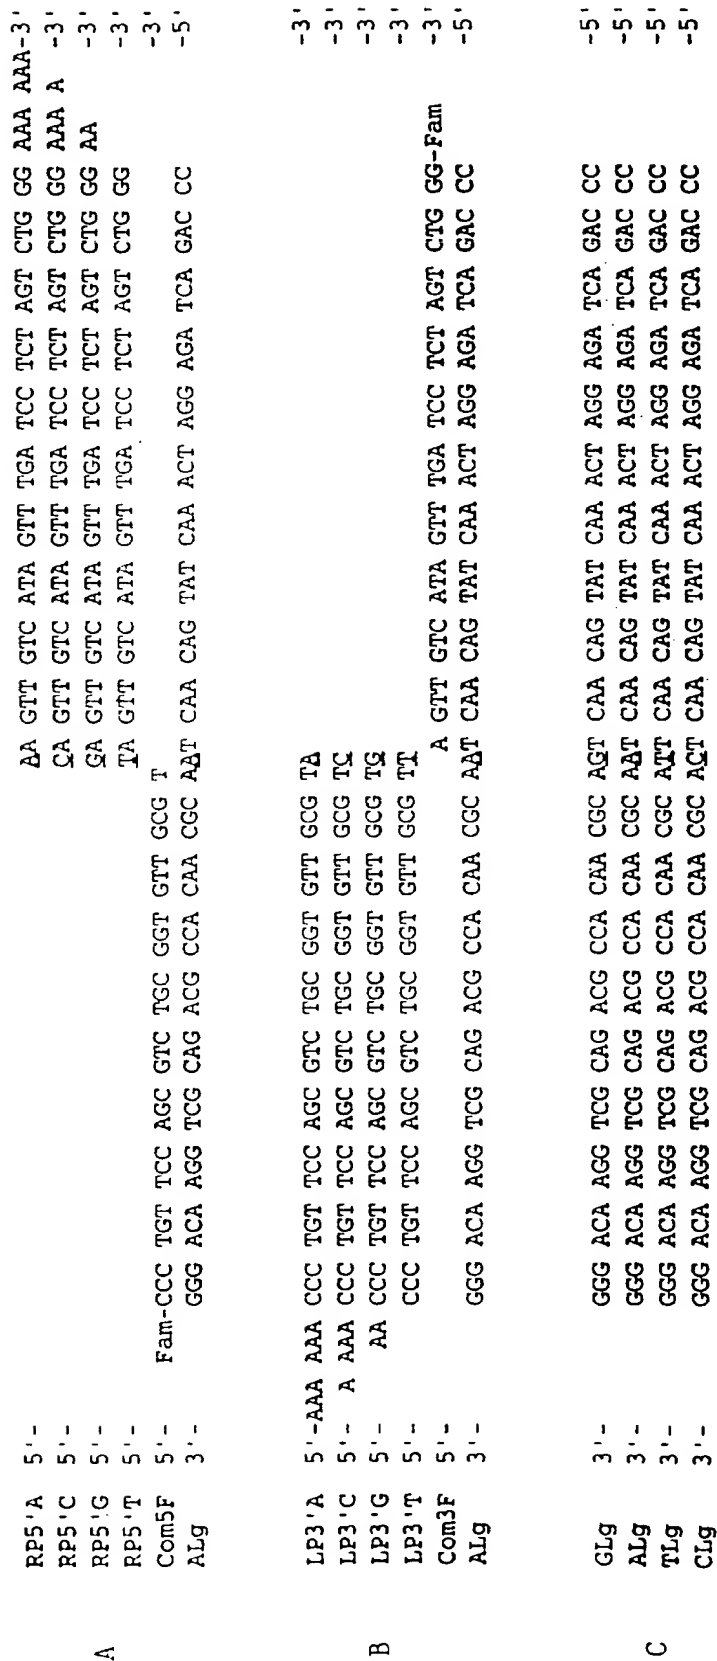 A
RP5'A 5'- AA GTT GTC ATA GTT TGA TCC TCT AGT CTG GG AAA AAA-3'
RP5'C 5'- CA GTT GTC ATA GTT TGA TCC TCT AGT CTG GG AAA A -3'
RP5'G 5'- GA GTT GTC ATA GTT TGA TCC TCT AGT CTG GG AA -3'
RP5'T 5'- TA GTT GTC ATA GTT TGA TCC TCT AGT CTG GG -3'
Com5F 5'- Fam-CCC TGT TCC AGC GTC TGC GGT GTT GCG T -3'
ALg 3'- GGG ACA AGG TCG CAG ACG CCA CAA CGC AAT CAA CAG TAT CAA ACT AGG AGA TCA GAC CC -5'
B
LP3'A 5'-AAA AAA CCC TGT TCC AGC GTC TGC GGT GTT GCG TA -3'
LP3'C 5'- A AAA CCC TGT TCC AGC GTC TGC GGT GTT GCG TC -3'
LP3'G 5'- AA CCC TGT TCC AGC GTC TGC GGT GTT GCG TG -3'
LP3'T 5'- CCC TGT TCC AGC GTC TGC GGT GTT GCG TT -3'
Com3F 5'- A GTT GTC ATA GTT TGA TCC TCT AGT CTG GG-Fam -3'
ALg 3'- GGG ACA AGG TCG CAG ACG CCA CAA CGC AAT CAA CAG TAT CAA ACT AGG AGA TCA GAC CC -5'
C
GLg 3'- GGG ACA AGG TCG CAG ACG CCA CAA CGC AGT CAA CAG TAT CAA ACT AGG AGA TCA GAC CC -5'
ALg 3'- GGG ACA AGG TCG CAG ACG CCA CAA CGC AAT CAA CAG TAT CAA ACT AGG AGA TCA GAC CC -5'
TLg 3'- GGG ACA AGG TCG CAG ACG CCA CAA CGC ATT CAA CAG TAT CAA ACT AGG AGA TCA GAC CC -5'
CLg 3'- GGG ACA AGG TCG CAG ACG CCA CAA CGC ACT CAA CAG TAT CAA ACT AGG AGA TCA GAC CC -5'